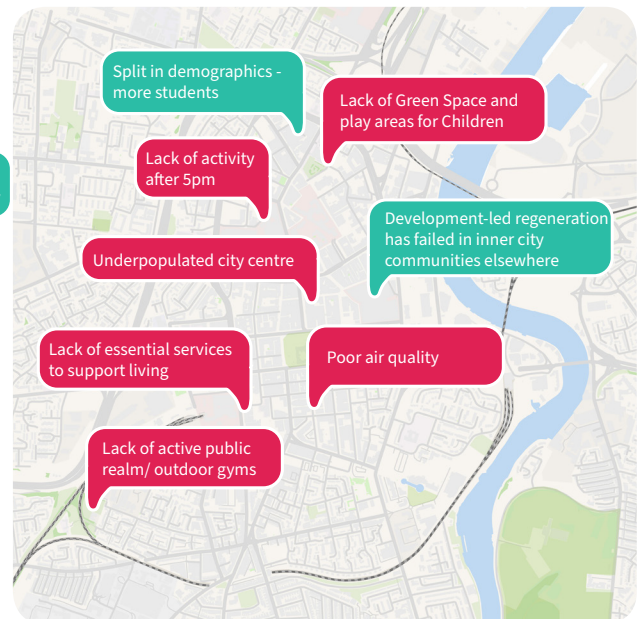 Split in demographics -
more students
Lack of Green Space and
play areas for Children
Lack of activity
after 5pm
Development-led regeneration
has failed in inner city
communities elsewhere
Underpopulated city centre
Lack of essential services
to support living
Poor air quality
Lack of active public
realm/ outdoor gyms